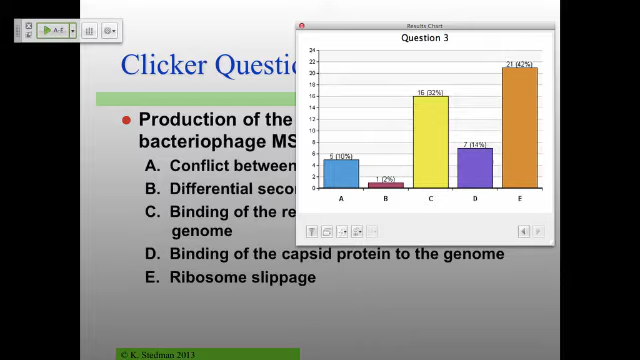 A-E
Results Chart
Question 3
Clicker Questio
Production of the
bacteriophage MS
A. Conflict between
B. Differential seco
C. Binding of the re
genome
D. Binding of the capsid protein to the genome
E. Ribosome slippage
24
22
20
18
16
14
12
10
8
6
4
2
0
5 (10%)
1 (2%)
16 (32%)
7 (14%)
21 (42%)
A B C D E
© K. Stedman 2013